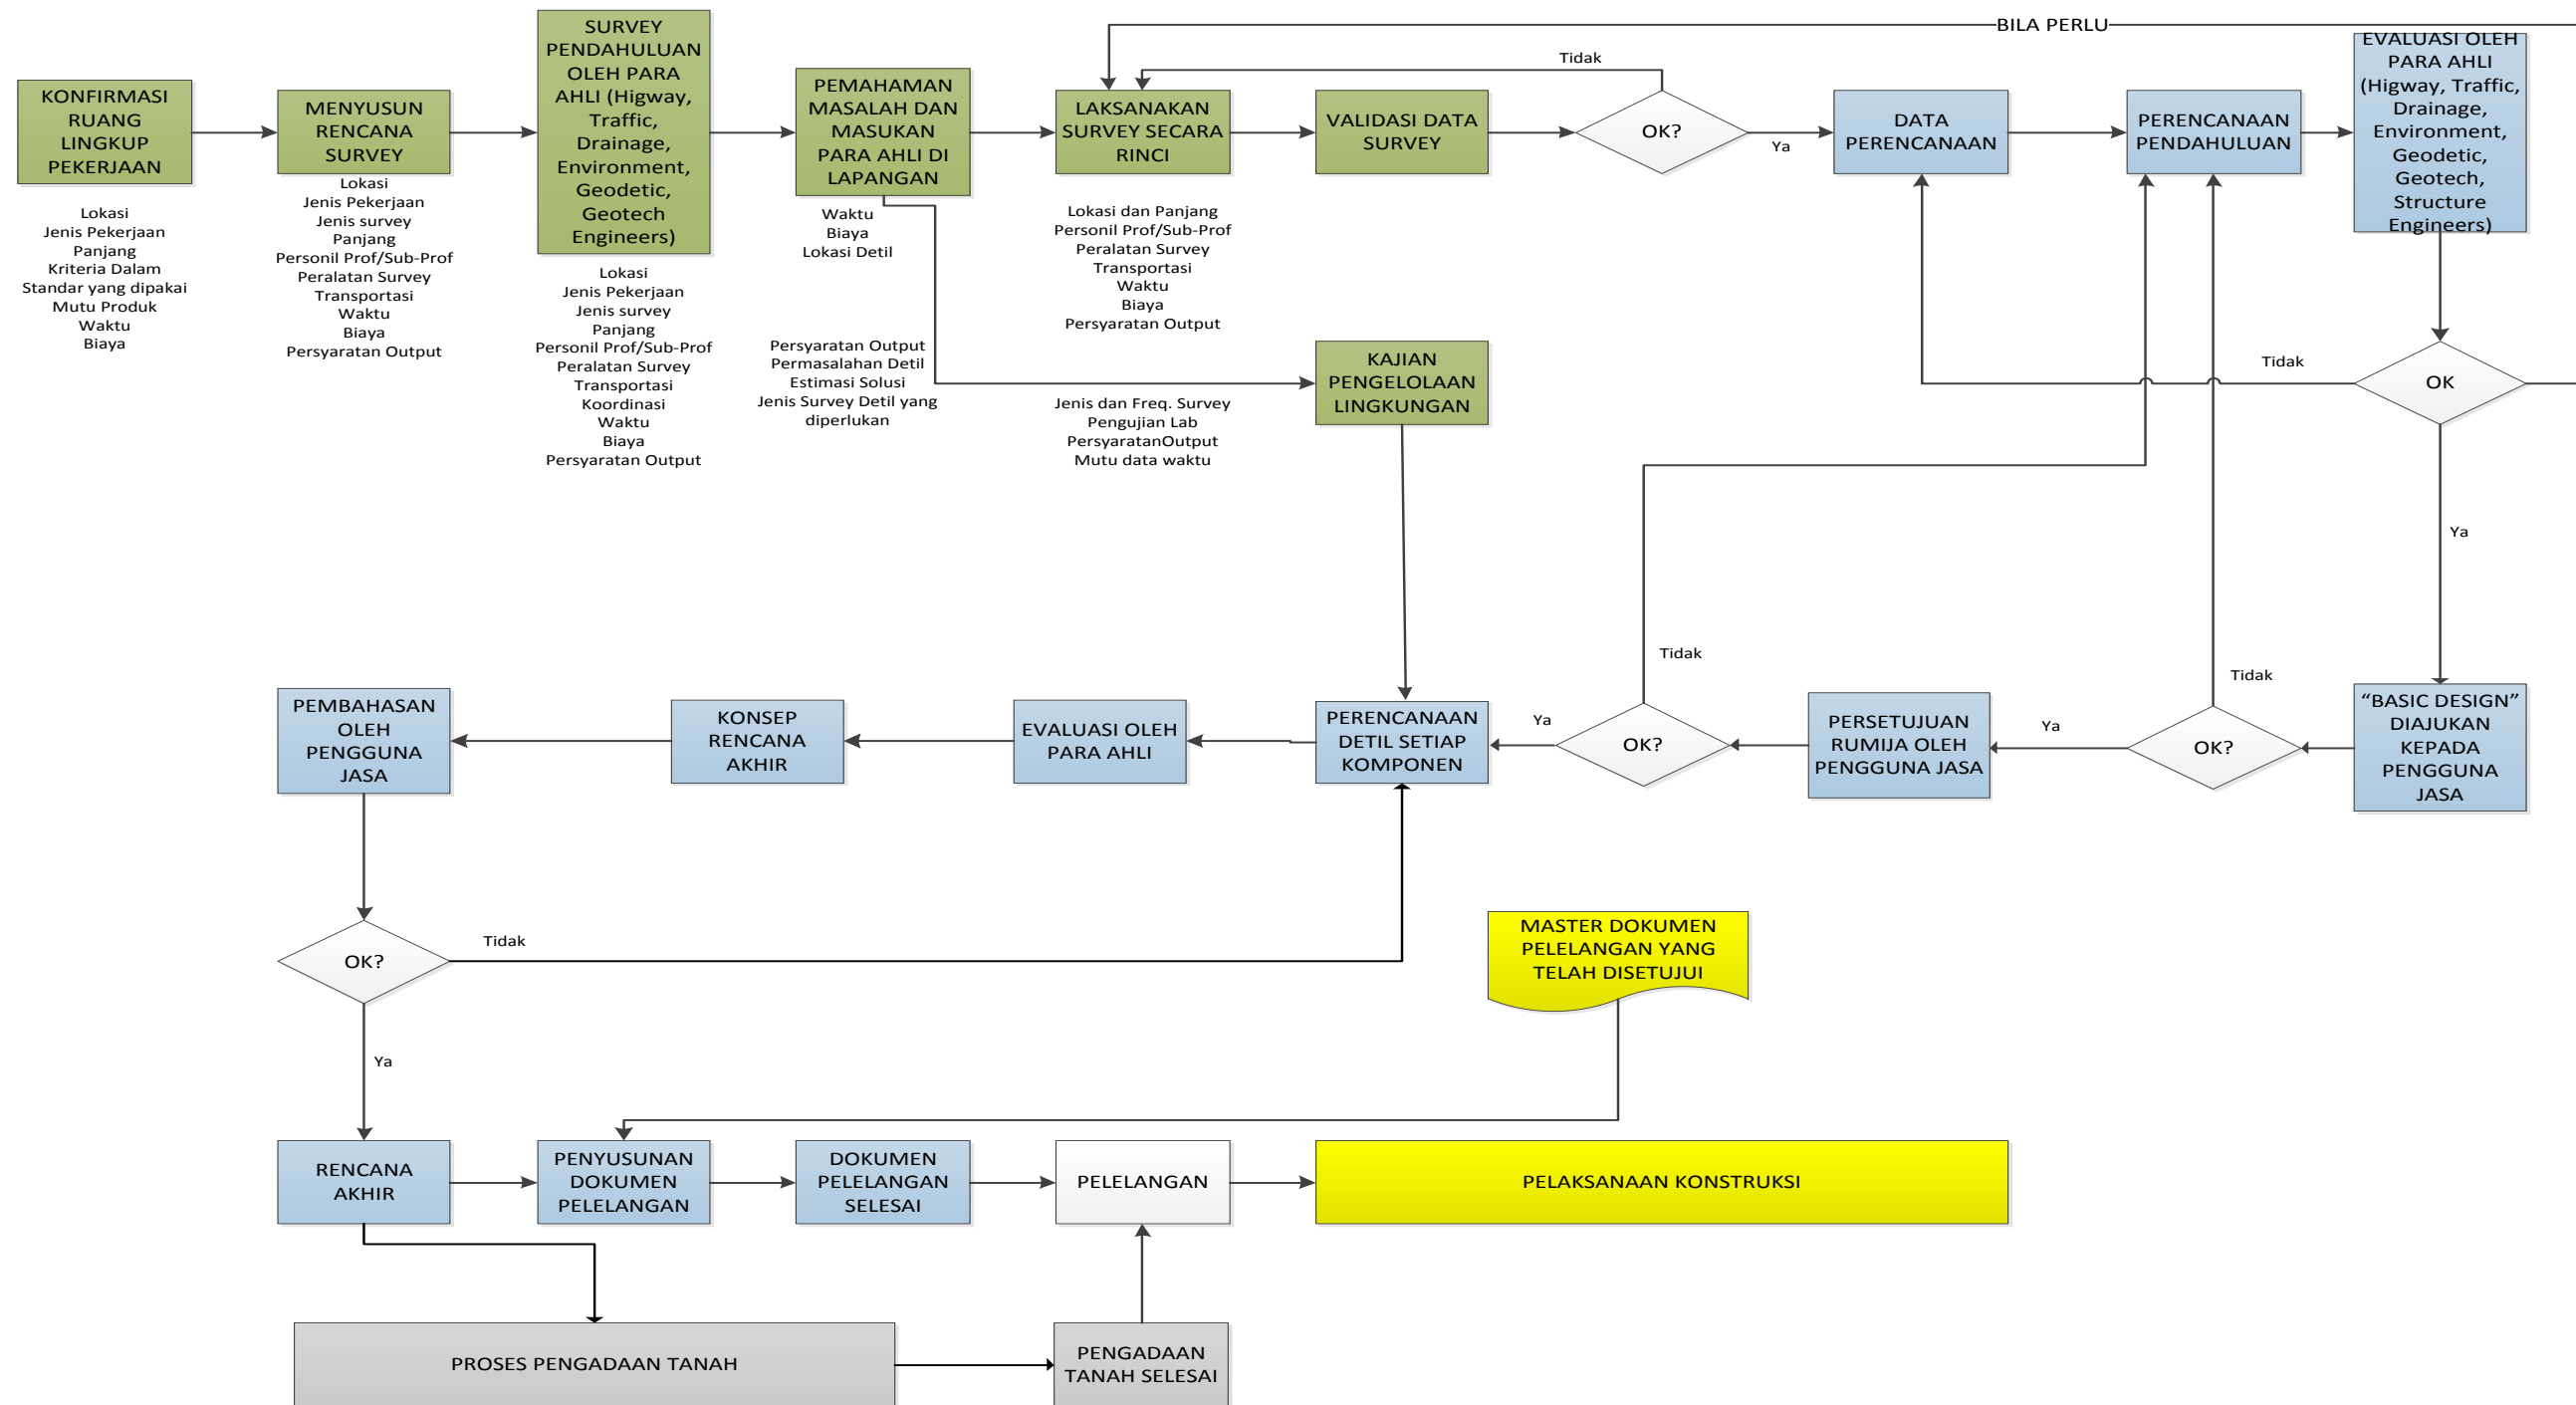 BILA PERLU
KONFIRMASI
RUANG
LINGKUP
PEKERJAAN
Lokasi
Jenis Pekerjaan
Panjang
Kriteria Dalam
Standar yang dipakai
Mutu Produk
Waktu
Biaya
MENYUSUN
RENCANA
SURVEY
Lokasi
Jenis Pekerjaan
Jenis survey
Panjang
Personil Prof/Sub-Prof
Peralatan Survey
Transportasi
Waktu
Biaya
Persyaratan Output
SURVEY
PENDAHULUAN
OLEH PARA
AHLI (Higway,
Traffic,
Drainage,
Environment,
Geodetic,
Geotech
Engineers)
Lokasi
Jenis Pekerjaan
Jenis survey
Panjang
Personil Prof/Sub-Prof
Peralatan Survey
Transportasi
Koordinasi
Waktu
Biaya
Persyaratan Output
PEMAHAMAN
MASALAH DAN
MASUKAN
PARA AHLI DI
LAPANGAN
Waktu
Biaya
Lokasi Detil
Persyaratan Output
Permasalahan Detil
Estimasi Solusi
Jenis Survey Detil yang
diperlukan
LAKSANAKAN
SURVEY SECARA
RINCI
Lokasi dan Panjang
Personil Prof/Sub-Prof
Peralatan Survey
Transportasi
Waktu
Biaya
Persyaratan Output
Jenis dan Freq. Survey
Pengujian Lab
PersyaratanOutput
Mutu data waktu
VALIDASI DATA
SURVEY
Tidak
OK?
Ya
DATA
PERENCANAAN
PERENCANAAN
PENDAHULUAN
EVALUASI OLEH
PARA AHLI
(Higway, Traffic,
Drainage,
Environment,
Geodetic,
Geotech,
Structure
Engineers)
KAJIAN
PENGELOLAAN
LINGKUNGAN
Tidak
OK
Ya
"BASIC DESIGN”
DIAJUKAN
KEPADA
PENGGUNA
JASA
Tidak
OK?
Ya
PERSETUJUAN
RUMIJA OLEH
PENGGUNA JASA
Tidak
OK?
Ya
PERENCANAAN
DETIL SETIAP
KOMPONEN
EVALUASI OLEH
PARA AHLI
KONSEP
RENCANA
AKHIR
PEMBAHASAN
OLEH
PENGGUNA
JASA
OK?
Tidak
Ya
MASTER DOKUMEN
PELELANGAN YANG
TELAH DISETUJUI
RENCANA
AKHIR
PENYUSUNAN
DOKUMEN
PELELANGAN
DOKUMEN
PELELANGAN
SELESAI
PELELANGAN
PELAKSANAAN KONSTRUKSI
PROSES PENGADAAN TANAH
PENGADAAN
TANAH SELESAI